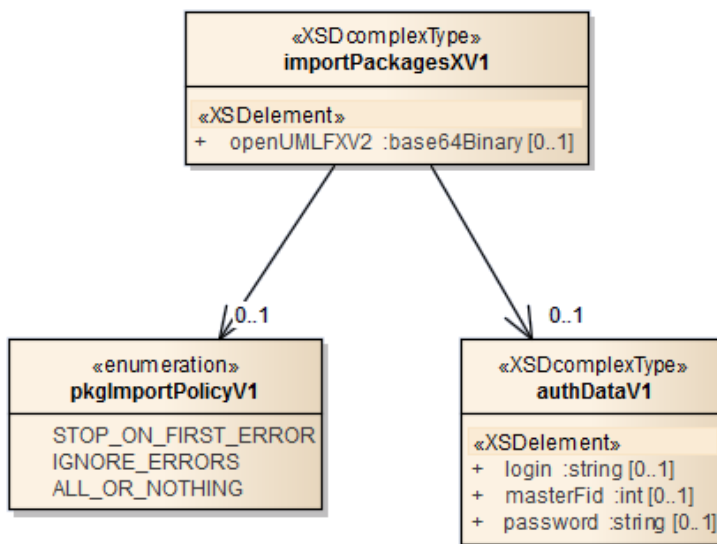 «XSDcomplexType»
importPackagesXV1
«XSDelement»
+ openUMLFXV2 :base64Binary [0..1]
0..1
0..1
«enumeration»
pkgImportPolicyV1
STOP_ON_FIRST_ERROR
IGNORE_ERRORS
ALL_OR_NOTHING
«XSDcomplexType»
authDataV1
«XSDelement»
+ login :string [0..1]
+ masterFid :int [0..1]
+ password :string [0..1]